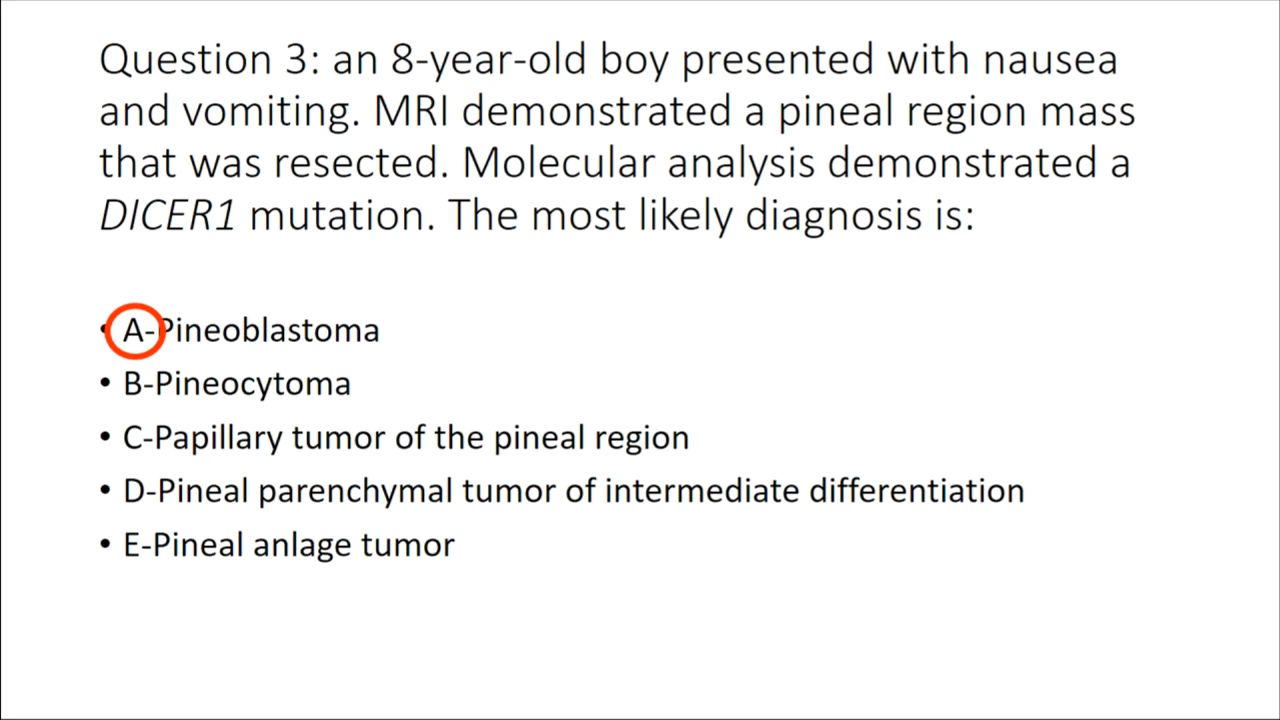 Question 3: an 8-year-old boy presented with nausea
and vomiting. MRI demonstrated a pineal region mass
that was resected. Molecular analysis demonstrated a
DICER1 mutation. The most likely diagnosis is:
• A-Pineoblastoma
• B-Pineocytoma
• C-Papillary tumor of the pineal region
• D-Pineal parenchymal tumor of intermediate differentiation
• E-Pineal anlage tumor